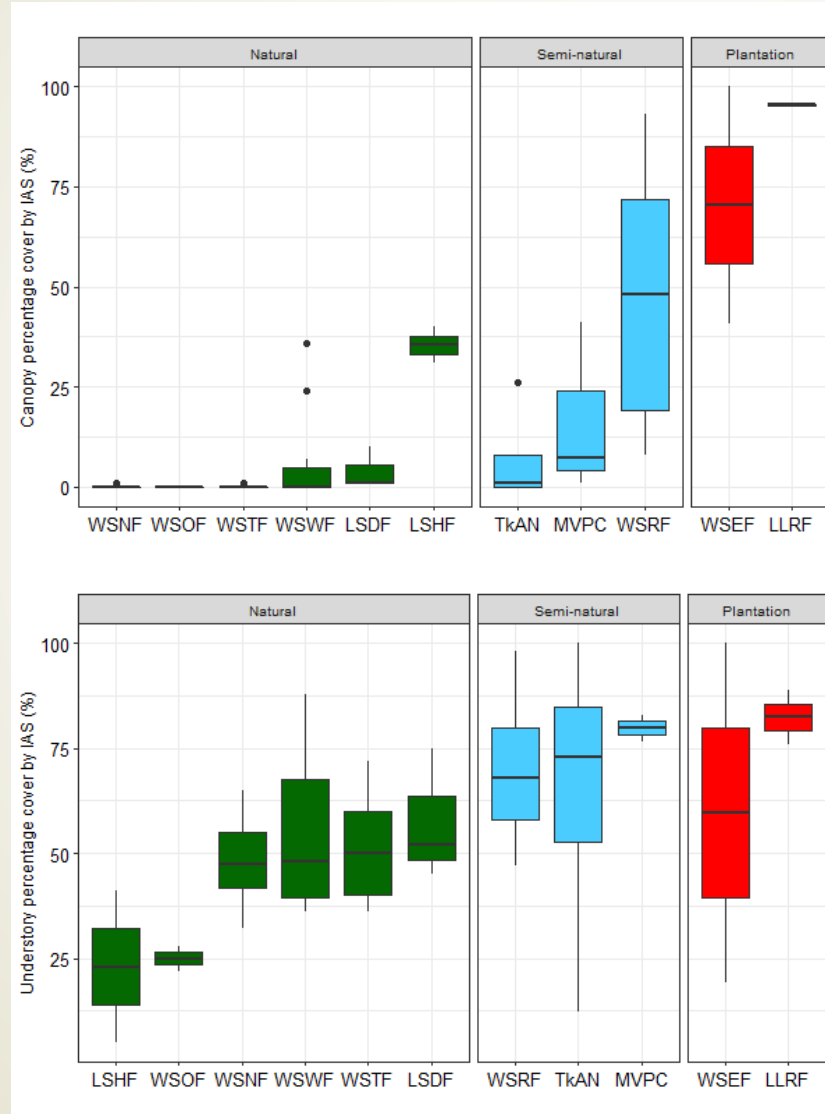 Natural Semi-natural Plantation
Canopy percentage cover by IAS (%)
100
75
50
25
0
WSNF WSOF WSTF WSWF LSDF LSHF TkAN MVPC WSRF WSEF LLRF
Natural Semi-natural Plantation
Understory percentage cover by IAS (%)
100
75
50
25
LSHF WSOF WSNF WSWF WSTF LSDF WSRF TkAN MVPC WSEF LLRF